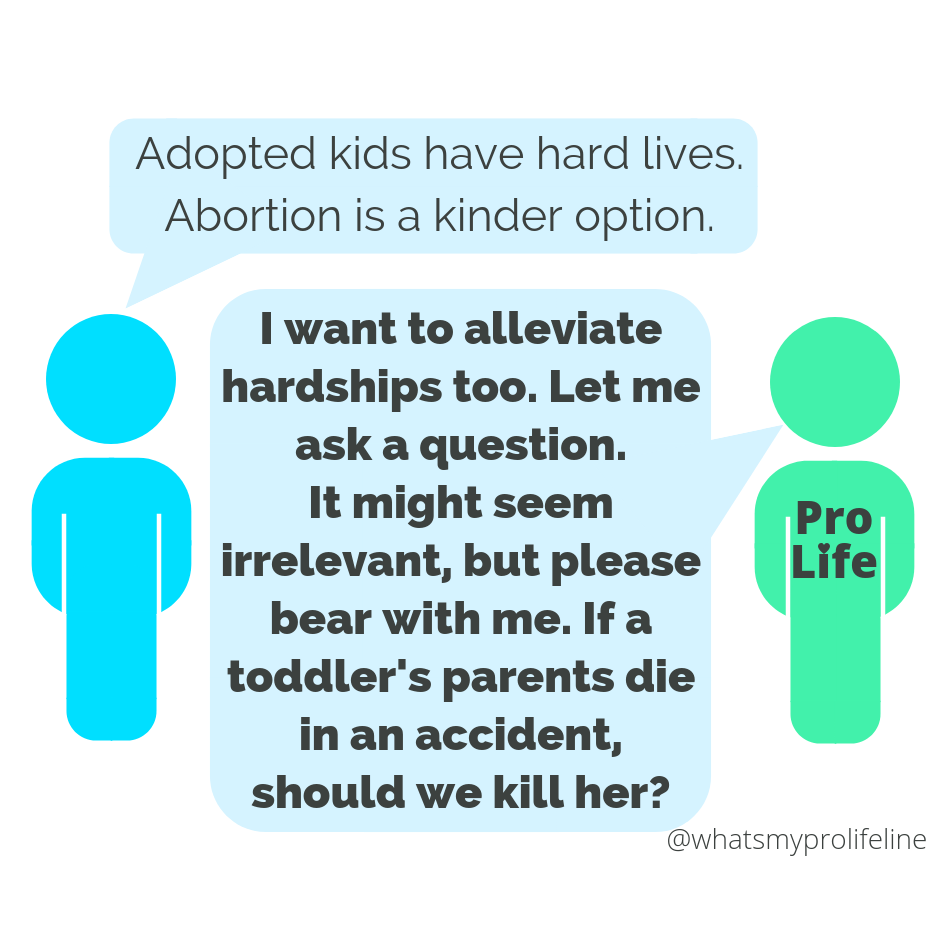 Adopted kids have hard lives.
Abortion is a kinder option.
I want to alleviate
hardships too. Let me
ask a question.
It might seem
irrelevant, but please
bear with me. If a
toddler's parents die
in an accident,
should we kill her?
Pro
Life
@whatsmyprolifeline